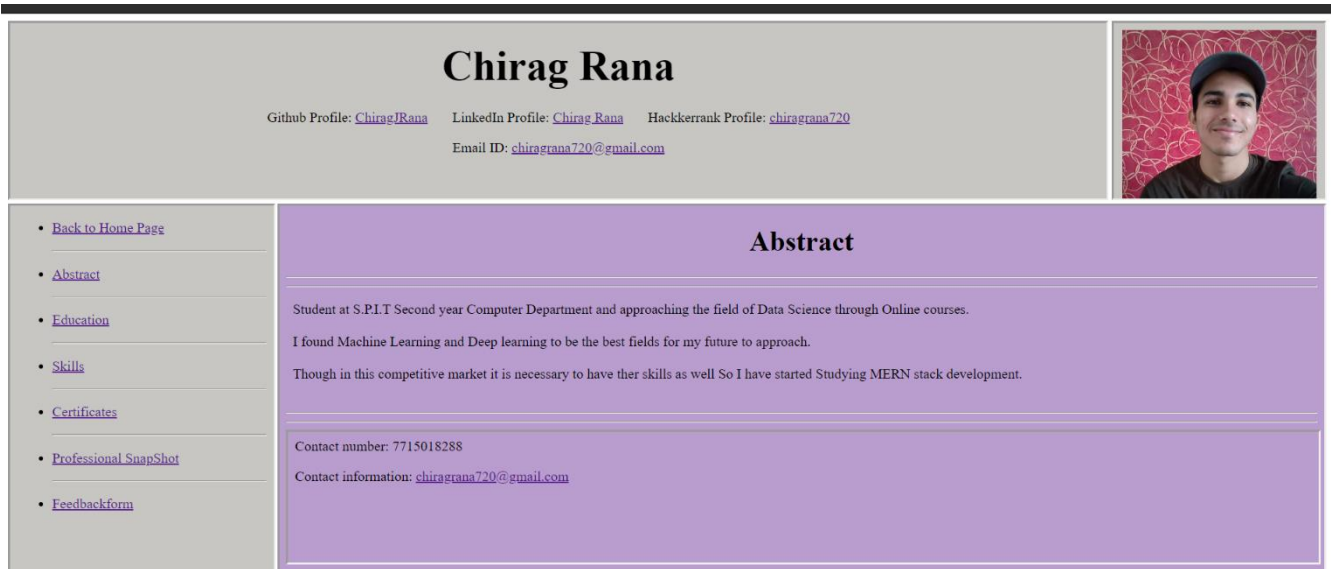 Chirag Rana
Github Profile: ChiragJRana LinkedIn Profile: Chirag Rana Hackkerrank Profile: chiragrana720
Email ID: chiragrana720@gmail.com
Back to Home Page
Abstract
Education
Skills
Certificates
Professional SnapShot
Feedbackform
Abstract
Student at S.P.I.T Second year Computer Department and approaching the field of Data Science through Online courses.
I found Machine Learning and Deep learning to be the best fields for my future to approach.
Though in this competitive market it is necessary to have ther skills as well So I have started Studying MERN stack development.
Contact number: 7715018288
Contact information: chiragrana720@gmail.com